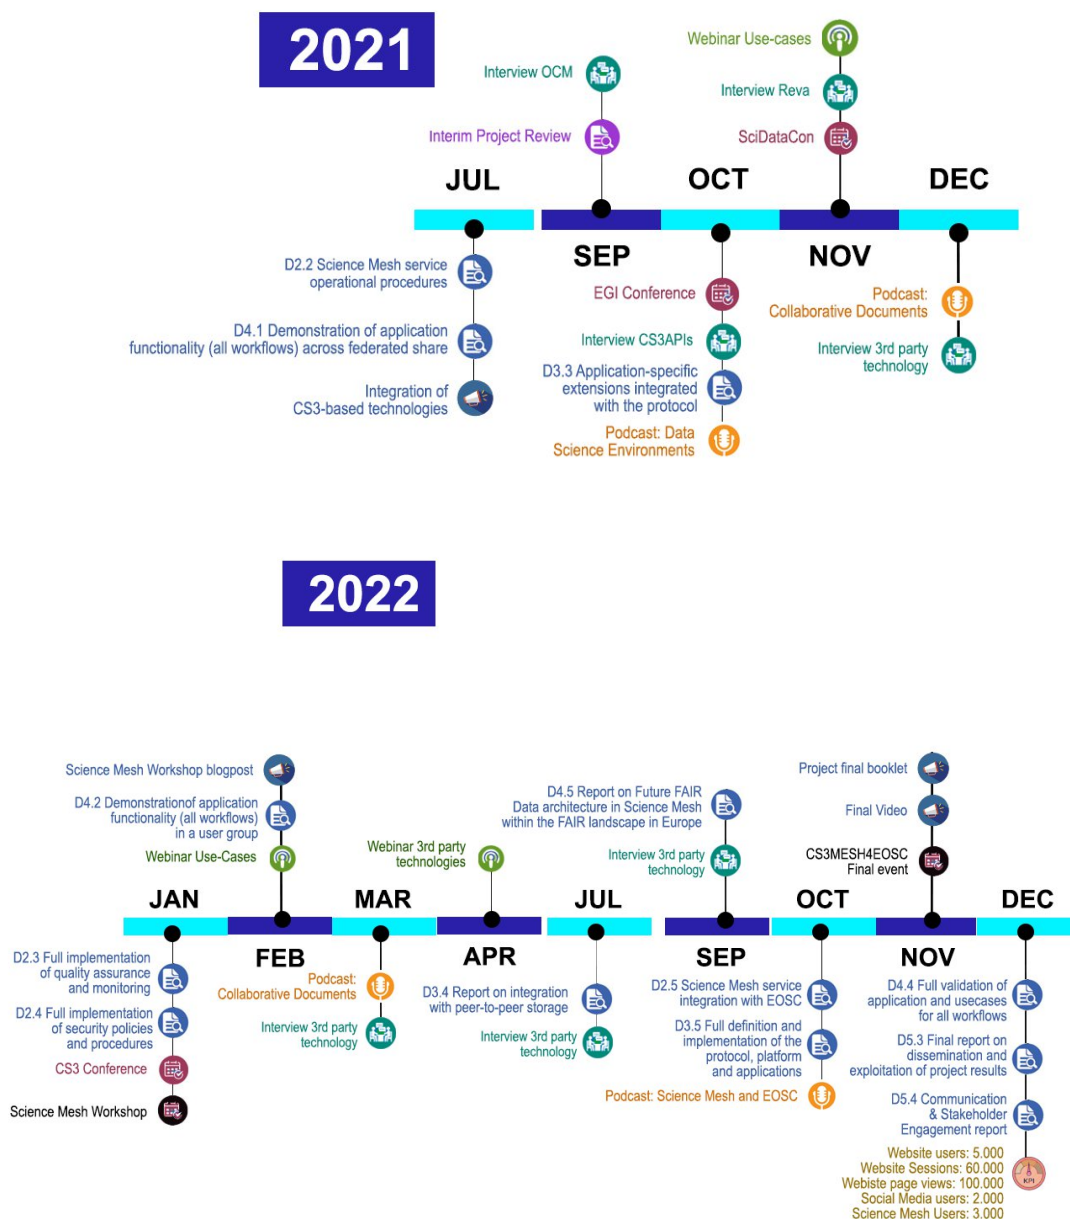 2021
Webinar Use-cases
Interview OCM
Interview Reva
Interim Project Review
SciDataCon
JUL
OCT
DEC
SEP
NOV
D2.2 Science Mesh service
operational procedures
D4.1 Demonstration of application
functionality (all workflows) across federated share
Integration of
CS3-based technologies
EGI Conference
Interview CS3APIs
D3.3 Application-specific
extensions integrated
with the protocol
Podcast: Data
Science Environments
Podcast:
Collaborative Documents
Interview 3rd party
technology
2022
Science Mesh Workshop blogpost
D4.2 Demonstrationof application
functionality (all workflows)
in a user group
Webinar Use-Cases
Webinar 3rd party
technologies
D4.5 Report on Future FAIR
Data architecture in Science Mesh
within the FAIR landscape in Europe
Interview 3rd party
technology
Project final booklet
Final Video
CS3MESH4EOSC
Final event
JAN
MAR
JUL
OCT
DEC
FEB
APR
SEP
NOV
D2.3 Full implementation
of quality assurance
and monitoring
D2.4 Full implementation
of security policies
and procedures
CS3 Conference
Science Mesh Workshop
Podcast:
Collaborative Documents
Interview 3rd party
technology
D3.4 Report on integration
with peer-to-peer storage
Interview 3rd party
technology
D2.5 Science Mesh service
integration with EOSC
D3.5 Full definition and
implementation of the
protocol, platform
and applications
Podcast: Science Mesh and EOSC
D4.4 Full validation of
application and usecases
for all workflows
D5.3 Final report on
dissemination and
exploitation of project results
D5.4 Communication
& Stakeholder
Engagement report
Website users: 5.000
Website Sessions: 60.000
Webiste page views: 100.000
Social Media users: 2.000
Science Mesh Users: 3.000
KPI